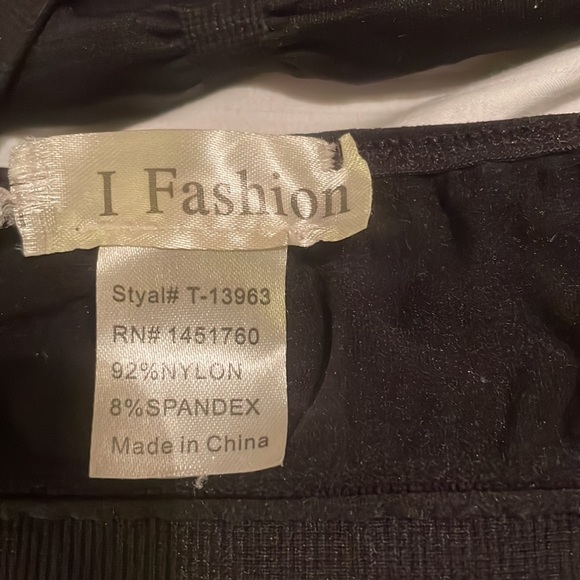 I Fashion
Styal# T-13963
RN# 1451760
92%NYLON
8%SPANDEX
Made in China